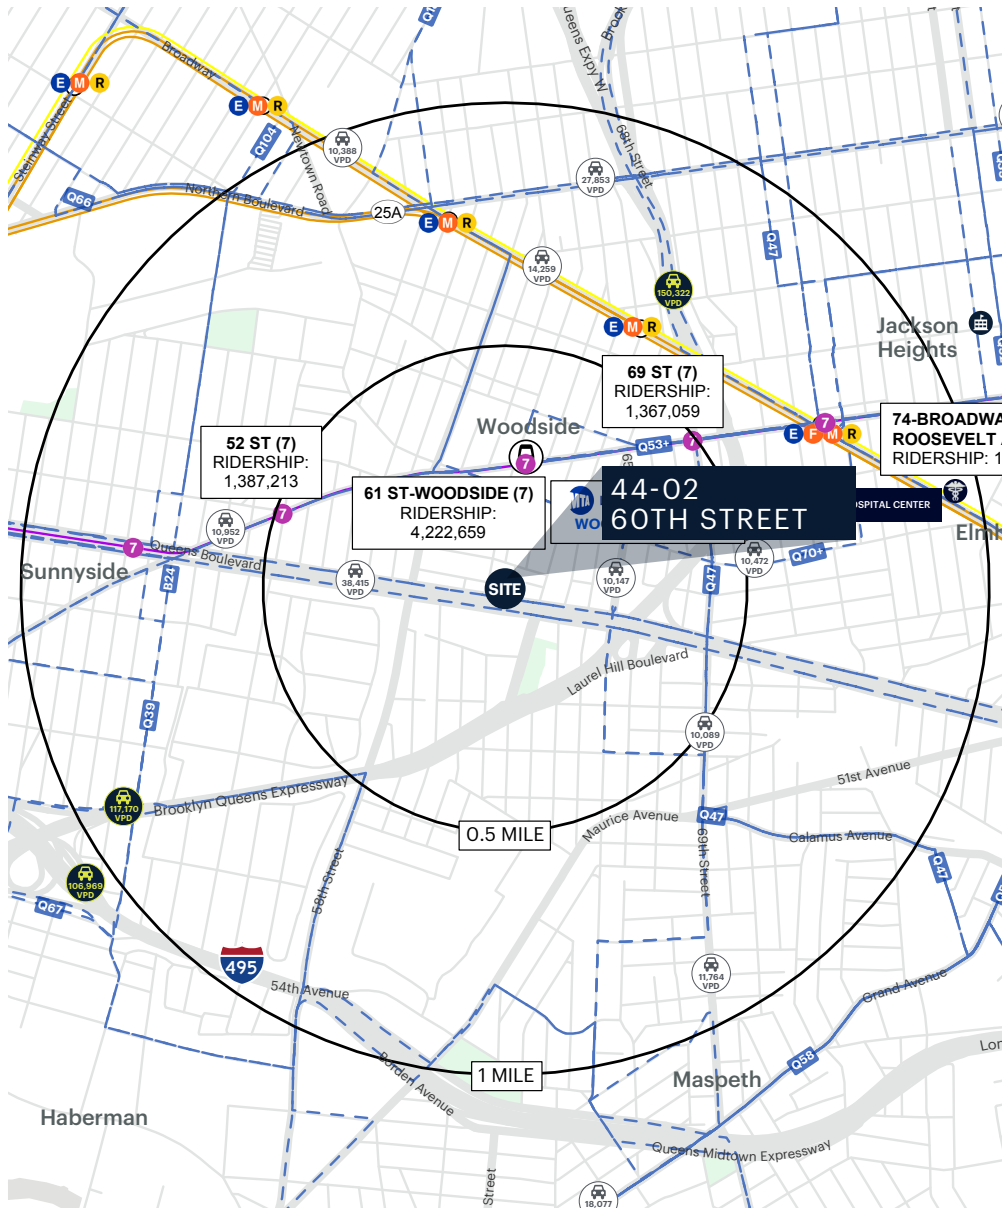 Queens Expy W
Broadway
E M R
E M R
Steinway Street
Q104
Newtown Road
10,388
VPD
68th Street
27,853
VPD
Q66
Northern Boulevard
25A
E M R
Q47
14,259
VPD
150,322
VPD
E M R
Jackson
Heights
69 ST (7)
RIDERSHIP:
1,367,059
Woodside
7
Q53+
7
7
E F M R
74-BROADWA
ROOSEVELT
RIDERSHIP: 1
52 ST (7)
RIDERSHIP:
1,387,213
61 ST-WOODSIDE (7)
RIDERSHIP:
4,222,659
MTA
WOO
44-02
60TH STREET
SPITAL CENTER
Elmh
7
10,952
VPD
7
Queens Boulevard
Sunnyside
B24
38,415
VPD
SITE
10,147
VPD
10,472
VPD
Q70+
Q47
Laurel Hill Boulevard
Q39
10,089
VPD
51st Avenue
117,170
VPD
Brooklyn Queens Expressway
0.5 MILE
Maurice Avenue
Q47
Calamus Avenue
69th Street
Q47
106,969
VPD
58th Street
Q67
495
54th Avenue
11,764
VPD
Grand Avenue
Borden Avenue
1 MILE
Q58
Lon
Maspeth
Haberman
Queens Midtown Expressway
Street
18,077